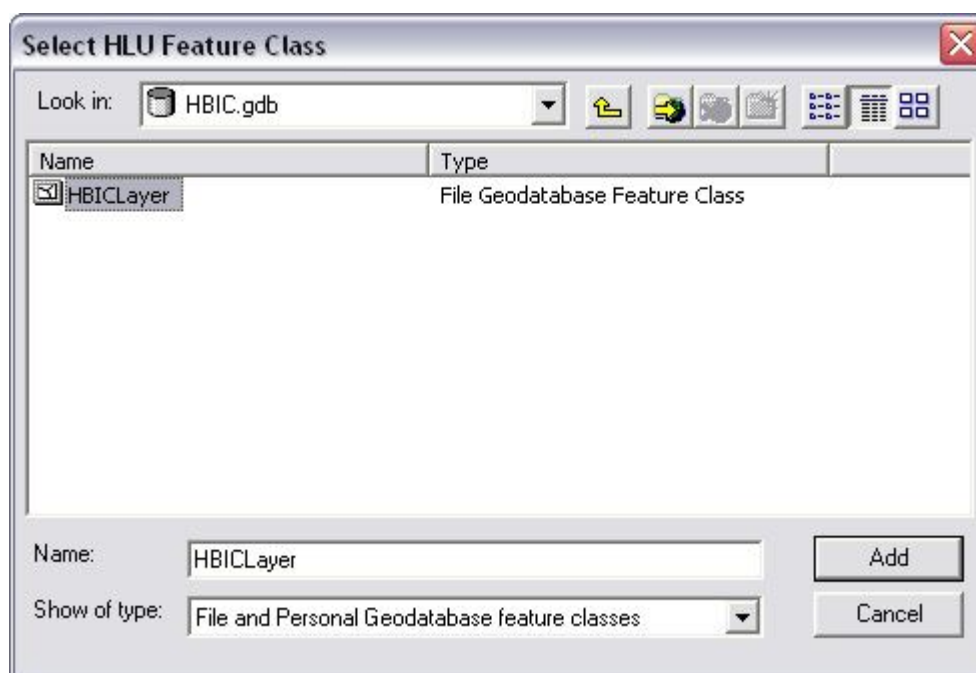 Select HLU Feature Class
Look in: HBIC.gdb
Name Type
HBICLayer File Geodatabase Feature Class
Name: HBICLayer Add
Show of type: File and Personal Geodatabase feature classes Cancel